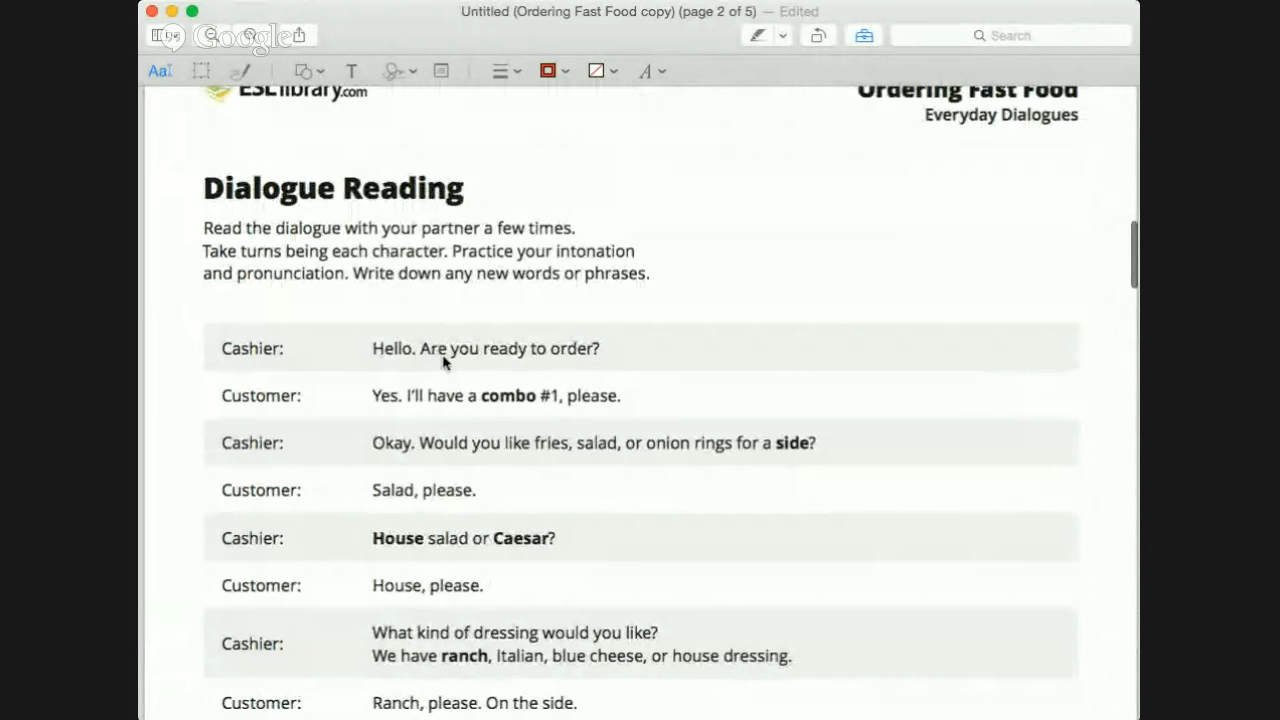 Untitled (Ordering Fast Food copy) (page 2 of 5) — Edited
Google
Search
AaI
T
A
ESLlibrary.com
Ordering Fast Food
Everyday Dialogues
Dialogue Reading
Read the dialogue with your partner a few times.
Take turns being each character. Practice your intonation
and pronunciation. Write down any new words or phrases.
Cashier: Hello. Are you ready to order?
Customer: Yes. I'll have a combo #1, please.
Cashier: Okay. Would you like fries, salad, or onion rings for a side?
Customer: Salad, please.
Cashier: House salad or Caesar?
Customer: House, please.
Cashier: What kind of dressing would you like?
We have ranch, Italian, blue cheese, or house dressing.
Customer: Ranch, please. On the side.